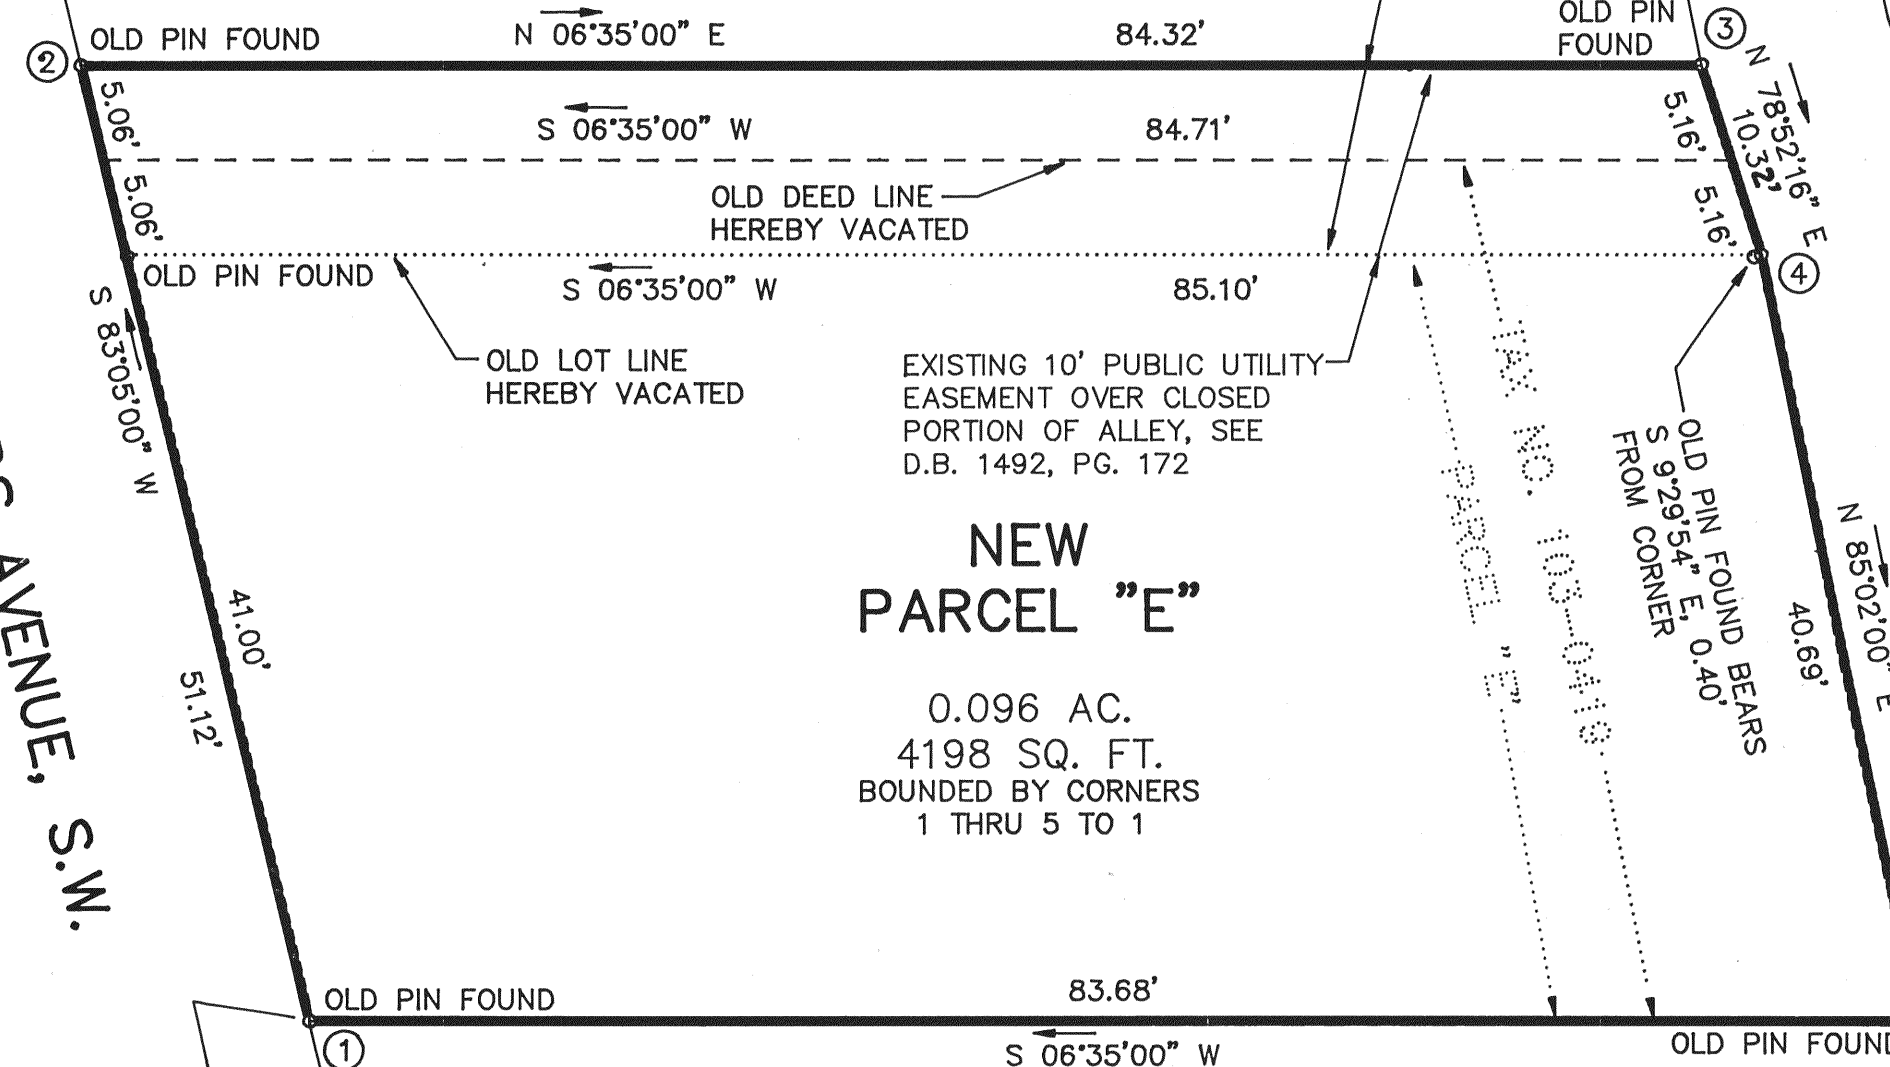 OLD PIN FOUND
N 06°35'00" E
84.32'
OLD PIN
FOUND
2
3
N 78°52'16" E
10.32'
5.06'
S 06°35'00" W
84.71'
5.16'
OLD DEED LINE
HEREBY VACATED
5.06'
5.16'
OLD PIN FOUND
S 06°35'00" W
85.10'
4
S 83°05'00" W
OLD LOT LINE
HEREBY VACATED
EXISTING 10' PUBLIC UTILITY
EASEMENT OVER CLOSED
PORTION OF ALLEY, SEE
D.B. 1492, PG. 172
TAX NO. 103-0419
PARCEL "E"
OLD PIN FOUND BEARS
S 9°29'54" E, 0.40'
FROM CORNER
N 85°02'00" E
40.69'
NEW
PARCEL "E"
0.096 AC.
4198 SQ. FT.
BOUNDED BY CORNERS
1 THRU 5 TO 1
41.00'
51.12'
AVENUE, S.W.
OLD PIN FOUND
83.68'
1
S 06°35'00" W
OLD PIN FOUND